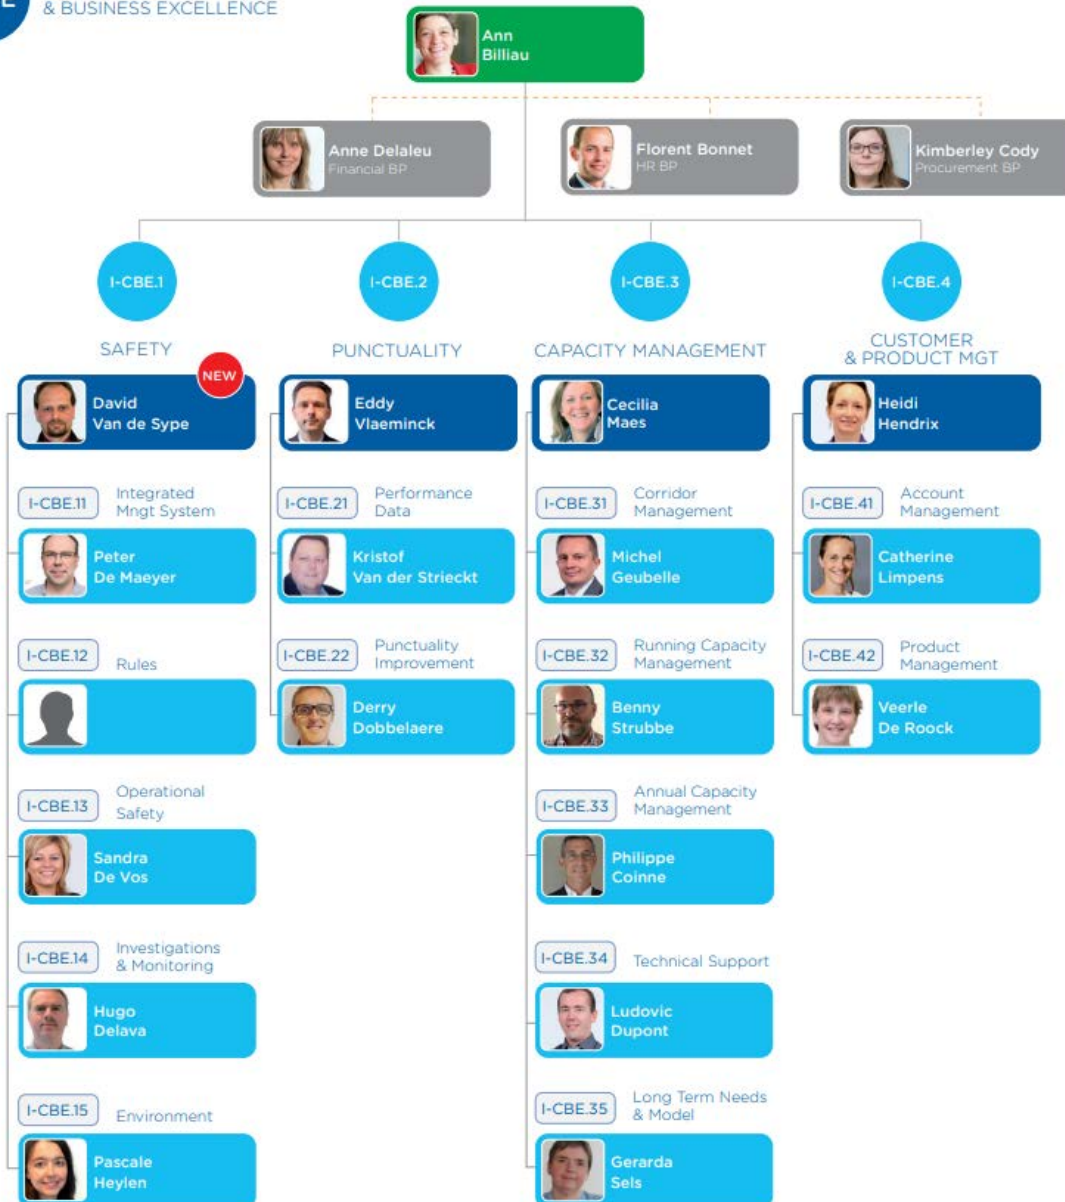 E
& BUSINESS EXCELLENCE
Ann
Billiau
Anne Delaleu
Financial BP
Florent Bonnet
HR BP
Kimberley Cody
Procurement BP
I-CBE.1
I-CBE.2
I-CBE.3
I-CBE.4
SAFETY
PUNCTUALITY
CAPACITY MANAGEMENT
CUSTOMER
& PRODUCT MGT
NEW
David
Van de Sype
Eddy
Vlaeminck
Cecilia
Maes
Heidi
Hendrix
I-CBE.11
Integrated
Mngt System
Peter
De Maeyer
I-CBE.21
Performance
Data
Kristof
Van der Strieckt
I-CBE.31
Corridor
Management
Michel
Geubelle
I-CBE.41
Account
Management
Catherine
Limpens
I-CBE.12
Rules
I-CBE.22
Punctuality
Improvement
Derry
Dobbelaere
I-CBE.32
Running Capacity
Management
Benny
Strubbe
I-CBE.42
Product
Management
Veerle
De Roock
I-CBE.13
Operational
Safety
Sandra
De Vos
I-CBE.33
Annual Capacity
Management
Philippe
Coinne
I-CBE.14
Investigations
& Monitoring
Hugo
Delava
I-CBE.34
Technical Support
Ludovic
Dupont
I-CBE.15
Environment
Pascale
Heylen
I-CBE.35
Long Term Needs
& Model
Gerarda
Sels